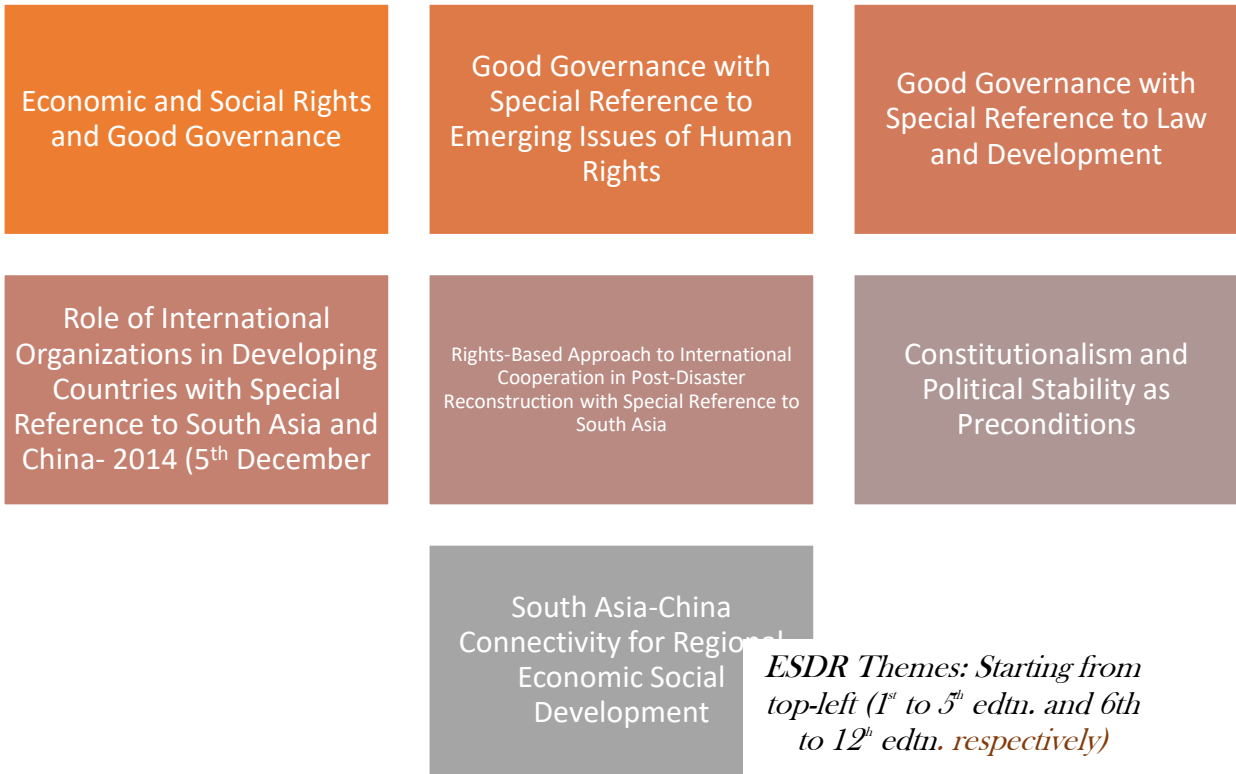 Economic and Social Rights
and Good Governance
Good Governance with
Special Reference to
Emerging Issues of Human
Rights
Good Governance with
Special Reference to Law
and Development
Role of International
Organizations in Developing
Countries with Special
Reference to South Asia and
China- 2014 (5th December
Rights-Based Approach to International
Cooperation in Post-Disaster
Reconstruction with Special Reference to
South Asia
Constitutionalism and
Political Stability as
Preconditions
South Asia-China
Connectivity for Regional
Economic Social
Development
ESDR Themes: Starting from
top-left (1st to 5th edtn. and 6th
to 12th edtn. respectively)